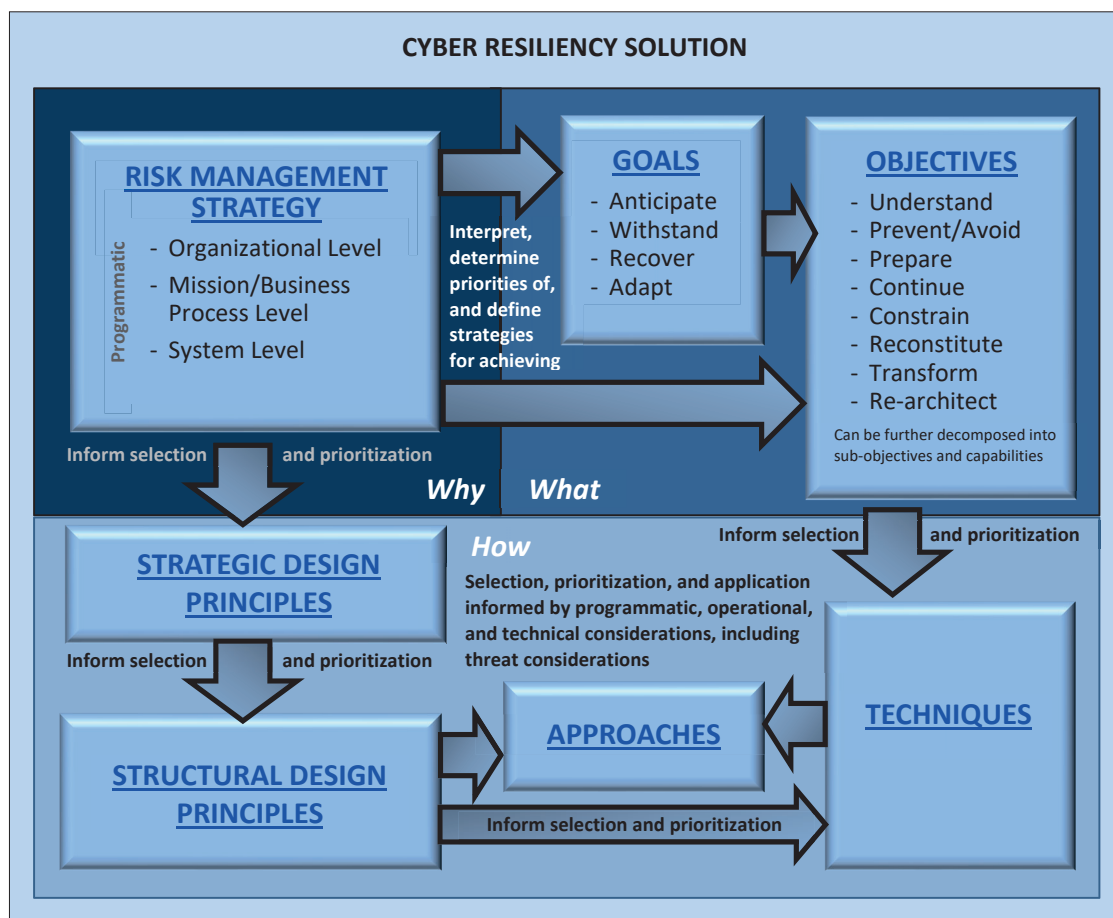 CYBER RESILIENCY SOLUTION
RISK MANAGEMENT
STRATEGY
Programmatic
- Organizational Level
- Mission/Business
Process Level
- System Level
Interpret,
determine
priorities of,
and define
strategies
for achieving
GOALS
- Anticipate
- Withstand
- Recover
- Adapt
OBJECTIVES
- Understand
- Prevent/Avoid
- Prepare
- Continue
- Constrain
- Reconstitute
- Transform
- Re-architect
Can be further decomposed into
sub-objectives and capabilities
Inform selection and prioritization
Why
What
How
Inform selection and prioritization
STRATEGIC DESIGN
PRINCIPLES
Selection, prioritization, and application
informed by programmatic, operational,
and technical considerations, including
threat considerations
Inform selection and prioritization
STRUCTURAL DESIGN
PRINCIPLES
APPROACHES
TECHNIQUES
Inform selection and prioritization